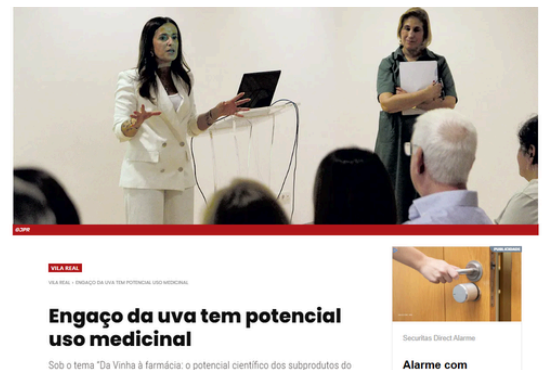 ©JPR
PUBLICIDADE
VILA REAL
VILA REAL › ENGAÇO DA UVA TEM POTENCIAL USO MEDICINAL
Engaço da uva tem potencial
uso medicinal
Sob o tema “Da Vinha à farmácia: o potencial científico dos subprodutos do
Securitas Direct Alarme
Alarme com